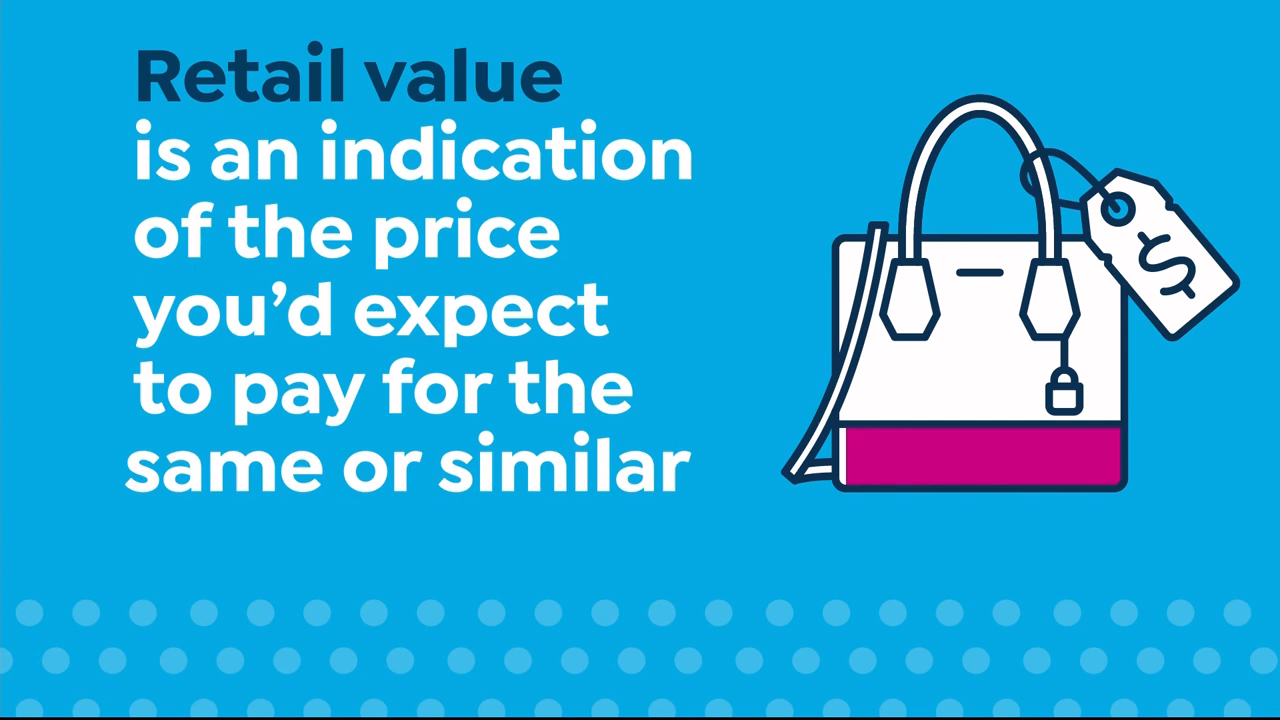 Retail value
is an indication
of the price
you’d expect
to pay for the
same or similar
$